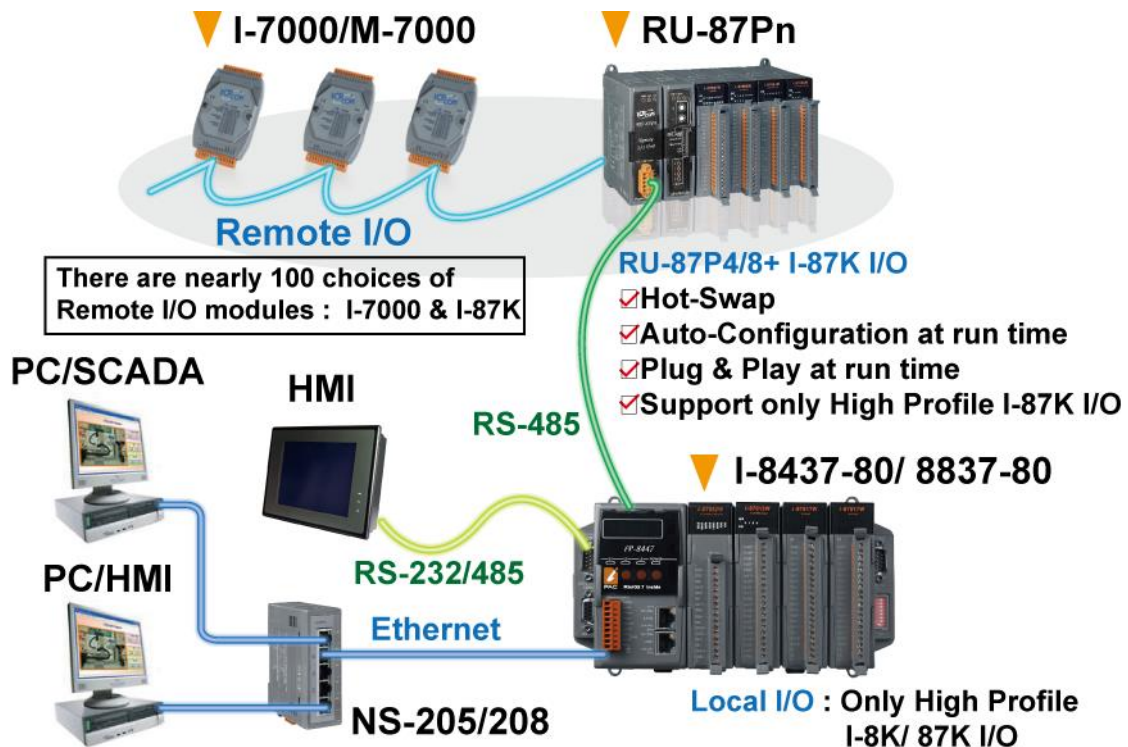 I-7000/M-7000
RU-87Pn
Remote I/O
There are nearly 100 choices of
Remote I/O modules : I-7000 & I-87K
RU-87P4/8+ I-87K I/O
Hot-Swap
Auto-Configuration at run time
Plug & Play at run time
Support only High Profile I-87K I/O
PC/SCADA
HMI
RS-485
I-8437-80/ 8837-80
RS-232/485
PC/HMI
Ethernet
NS-205/208
PAC
Local I/O : Only High Profile
I-8K/ 87K I/O